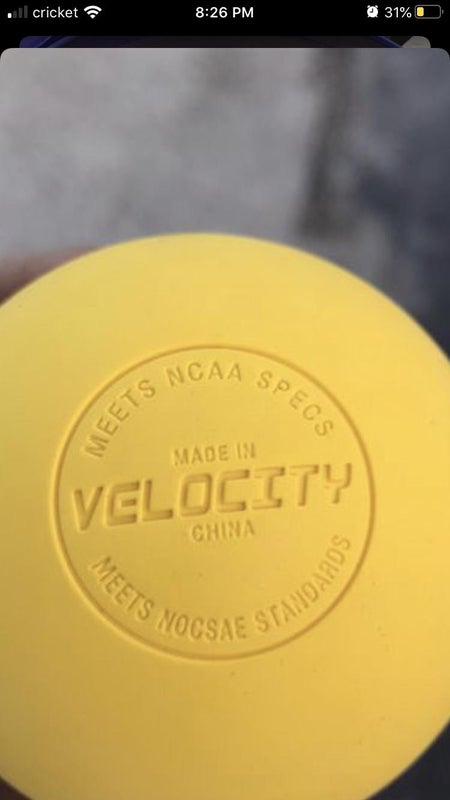 cricket
8:26 PM
31%
MEETS NCAA SPECS
MADE IN
VELOCITY
CHINA
MEETS NOCSAE STANDARDS